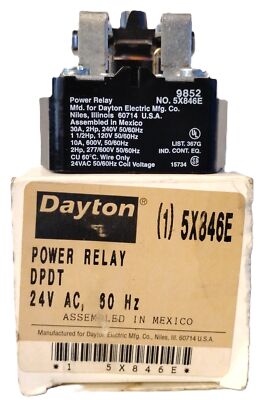 9852
Power Relay NO. 5X846E
Mfd. for Dayton Electric Mfg. Co.
Niles, Illinois 60714 U.S.A.
Assembled in Mexico
30A, 2Hp, 240V 50/60Hz
1 1/2Hp, 120V 50/60Hz
10A, 600V, 50/60Hz
2Hp, 277/600V 50/60Hz
CU 60°C. Wire Only
24VAC 50/60Hz Coil Voltage
UL
LIST. 367G
IND. CONT. EQ.
15734
Dayton® (1) 5X846E
POWER RELAY
DPDT
24V AC, 60 Hz
ASSEMBLED IN MEXICO
Manufactured for Dayton Electric Mfg. Co., Niles, Ill. 60714 U.S.A.
* 1 5X846E *